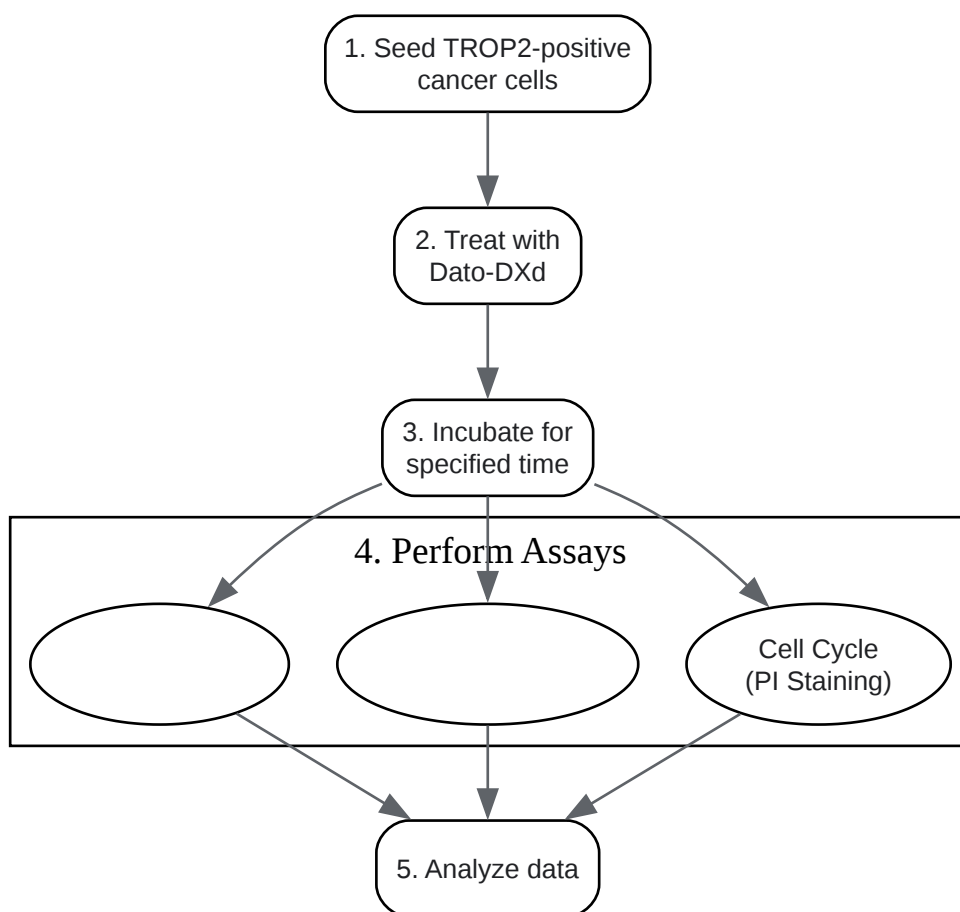 1. Seed TROP2-positive
cancer cells
2. Treat with
Dato-DXd
3. Incubate for
specified time
4. Perform Assays
Cell Cycle
(PI Staining)
5. Analyze data